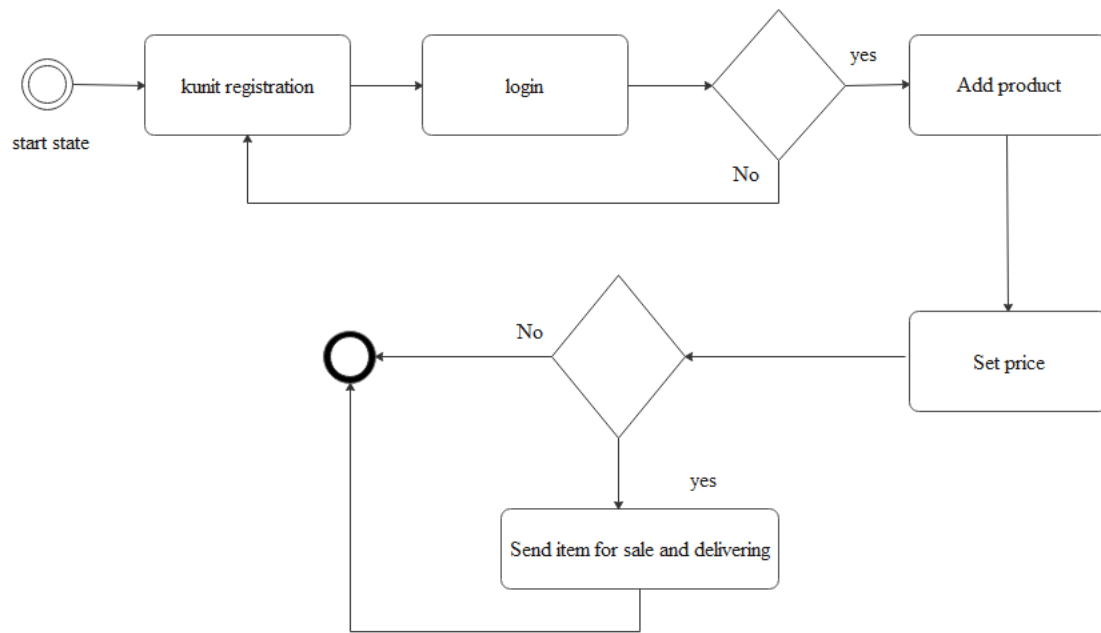 yes
kunit registration
login
Add product
start state
No
No
Set price
yes
Send item for sale and delivering